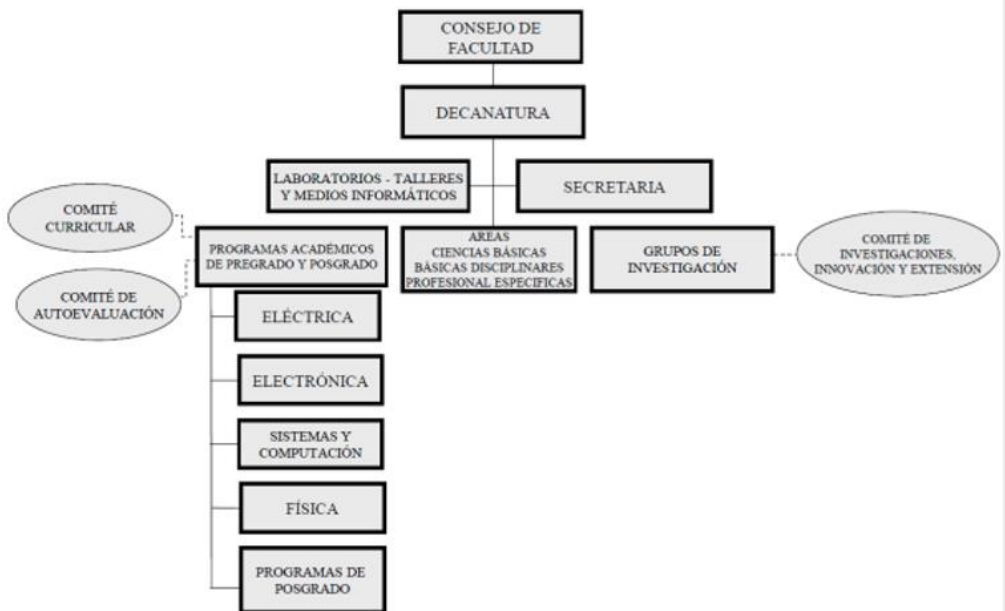 CONSEJO DE
FACULTAD
DECANATURA
LABORATORIOS - TALLERES
Y MEDIOS INFORMÁTICOS
SECRETARIA
COMITÉ
CURRICULAR
PROGRAMAS ACADÉMICOS
DE PREGRADO Y POSGRADO
AREAS
CIENCIAS BÁSICAS
BÀSICAS DISCIPLINARES
PROFESIONAL ESPECIFICAS
GRUPOS DE
INVESTIGACIÓN
COMITÉ DE
INVESTIGACIONES,
INNOVACIÓN Y EXTENSIÓN
COMITÉ DE
AUTOEVALUACIÓN
ELÉCTRICA
ELECTRÓNICA
SISTEMAS Y
COMPUTACIÓN
FÍSICA
PROGRAMAS DE
POSGRADO